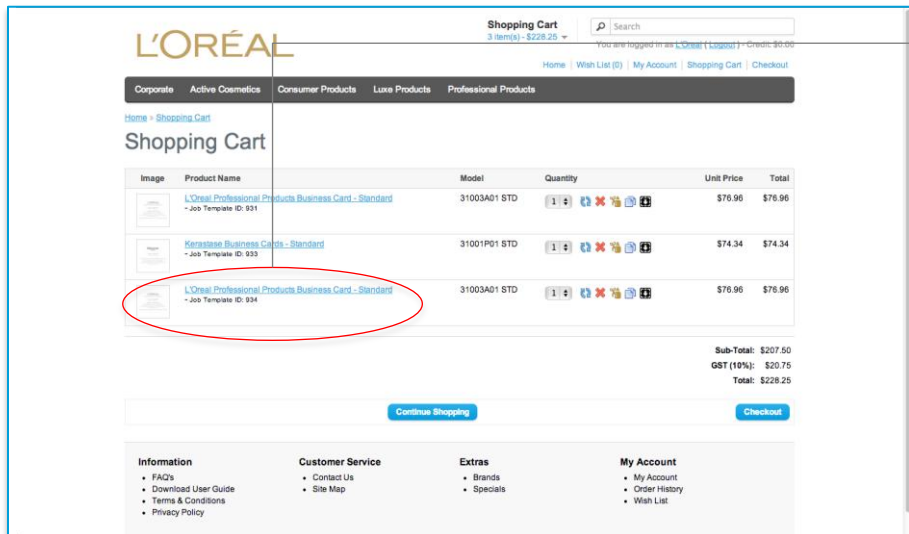 L'ORÉAL
Shopping Cart
3 item(s) - $228.25
Search
You are logged in as L'Oreal ( Logout ) - Credit: $0.00
Home | Wish List (0) | My Account | Shopping Cart | Checkout
Corporate Active Cosmetics Consumer Products Luxe Products Professional Products
Home » Shopping Cart
Shopping Cart
Image Product Name Model Quantity Unit Price Total
L'Oreal Professional Products Business Card - Standard 31003A01 STD 1 $76.96 $76.96
- Job Template ID: 931
Kerastase Business Cards - Standard 31001P01 STD 1 $74.34 $74.34
- Job Template ID: 933
L'Oreal Professional Products Business Card - Standard 31003A01 STD 1 $76.96 $76.96
- Job Template ID: 934
Sub-Total: $207.50
GST (10%): $20.75
Total: $228.25
Continue Shopping Checkout
Information Customer Service Extras My Account
• FAQ's • Contact Us • Brands • My Account
• Download User Guide • Site Map • Specials • Order History
• Terms & Conditions • Wish List
• Privacy Policy